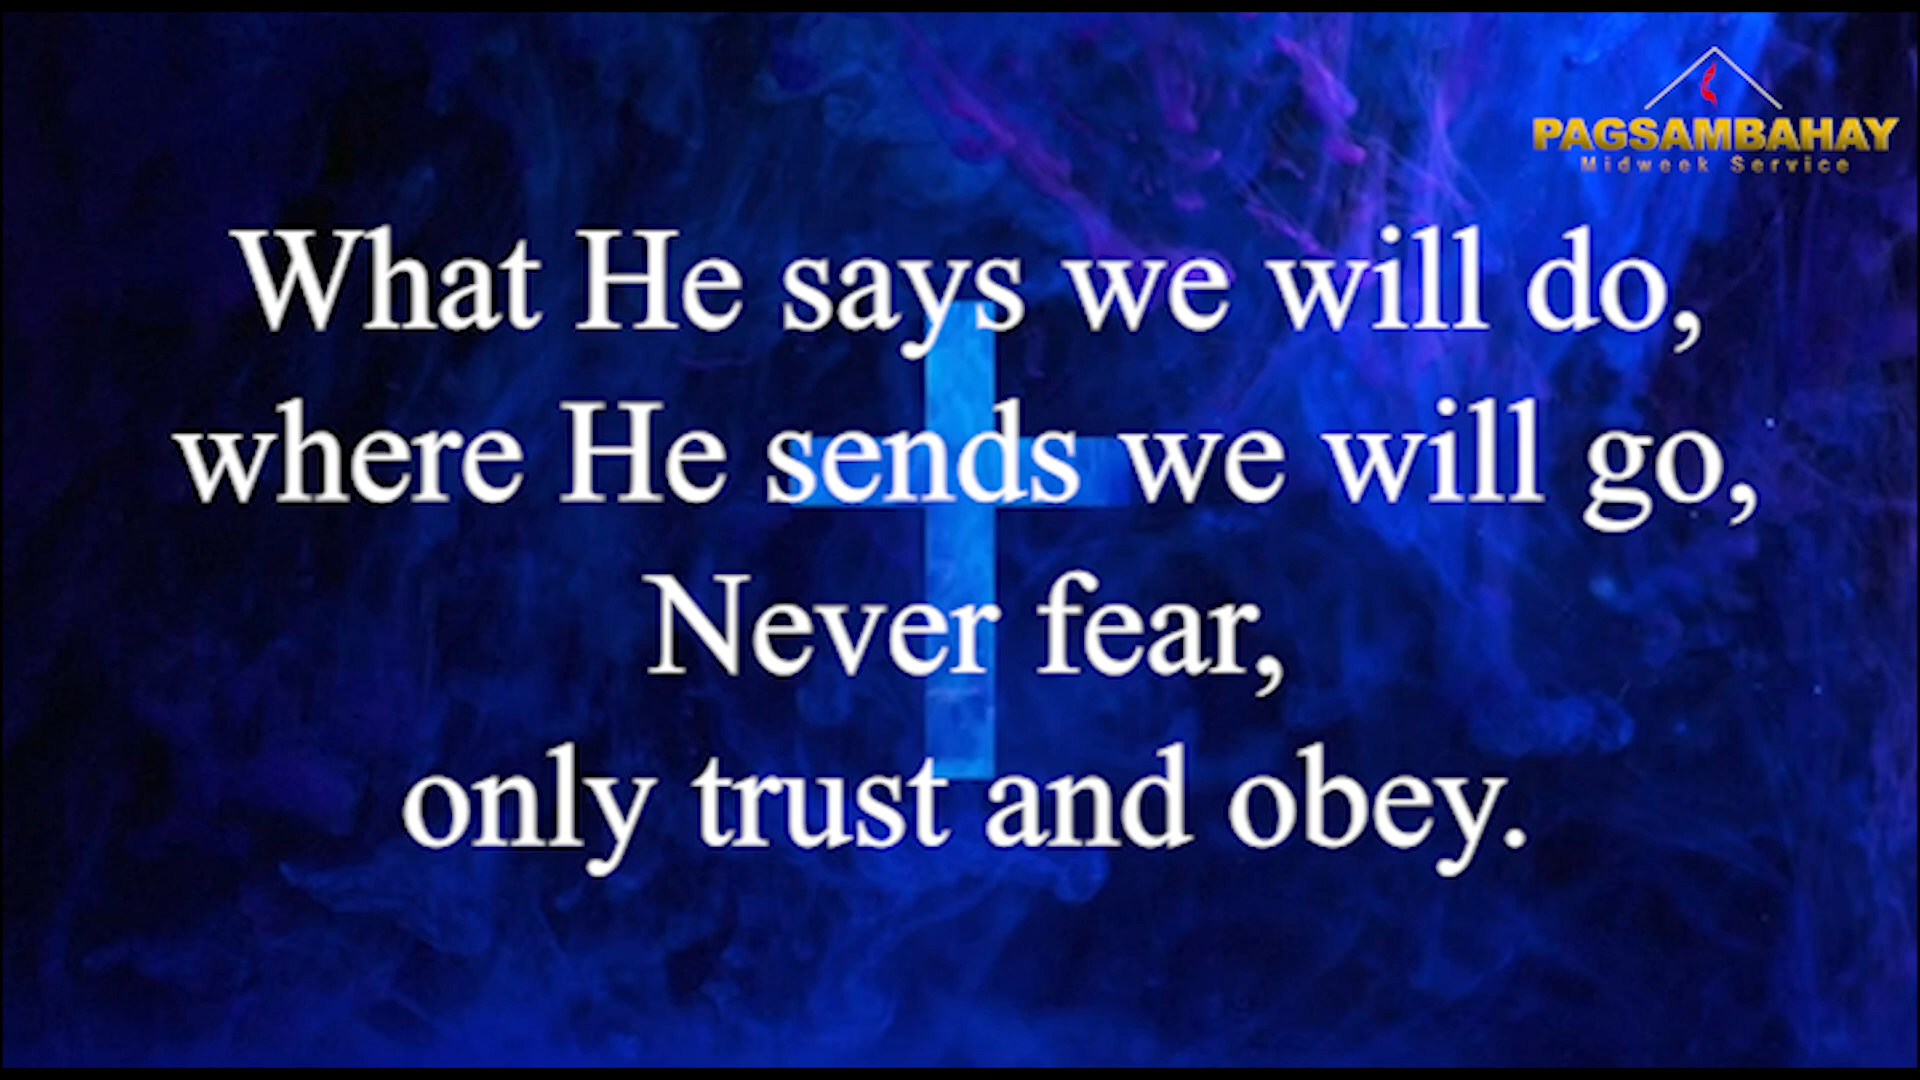 PAGSAMBAHAY
Midweek Service
What He says we will do,
where He sends we will go,
Never fear,
only trust and obey.